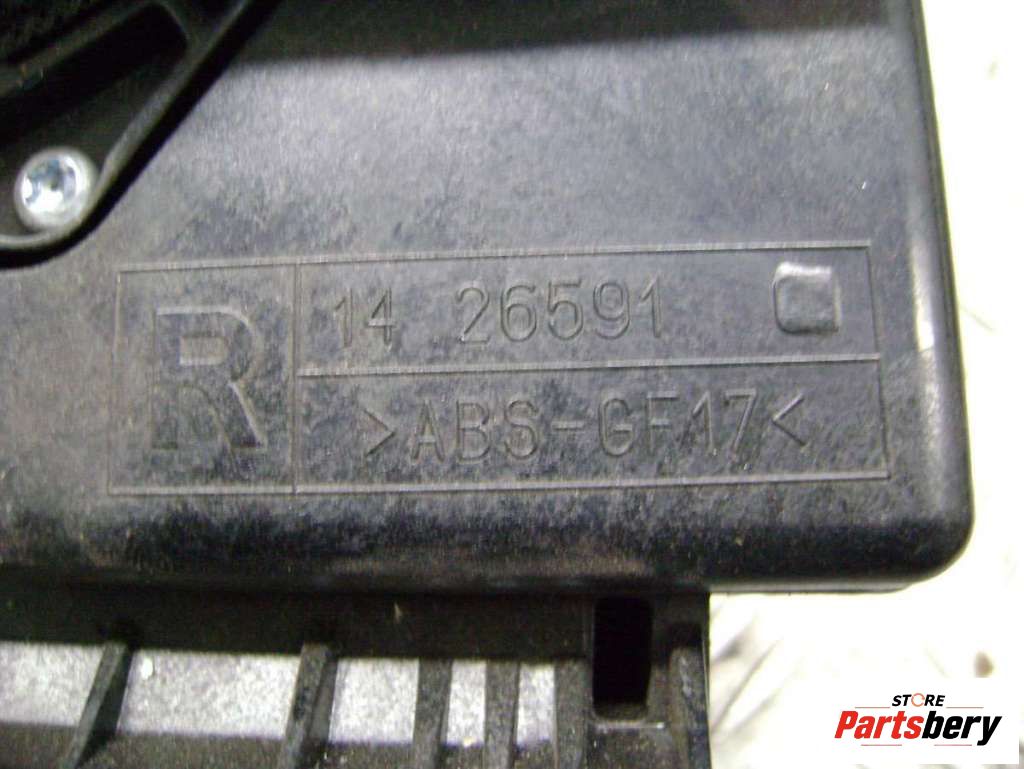 R
14 26591
>ABS-GF17<
STORE
Partsbery